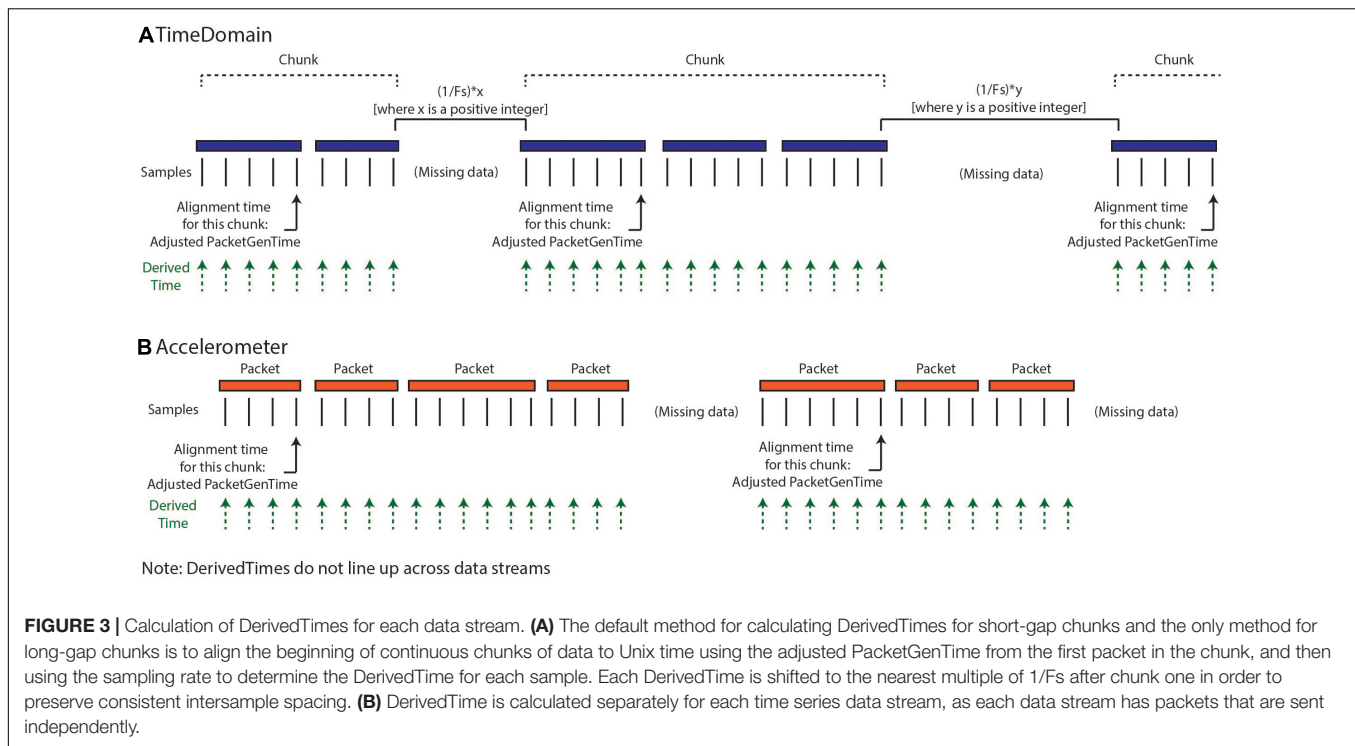 A TimeDomain
Chunk
Chunk
Chunk
(1/Fs)*x
[where x is a positive integer]
(1/Fs)*y
[where y is a positive integer]
Samples
(Missing data)
(Missing data)
Alignment time
for this chunk:
Adjusted PacketGenTime
Alignment time
for this chunk:
Adjusted PacketGenTime
Alignment time
for this chunk:
Adjusted PacketGenTime
Derived
Time
B Accelerometer
Packet
Packet
Packet
Packet
Packet
Packet
Packet
Samples
(Missing data)
(Missing data)
Alignment time
for this chunk:
Adjusted PacketGenTime
Alignment time
for this chunk:
Adjusted PacketGenTime
Derived
Time
Note: DerivedTimes do not line up across data streams
FIGURE 3 | Calculation of DerivedTimes for each data stream. (A) The default method for calculating DerivedTimes for short-gap chunks and the only method for
long-gap chunks is to align the beginning of continuous chunks of data to Unix time using the adjusted PacketGenTime from the first packet in the chunk, and then
using the sampling rate to determine the DerivedTime for each sample. Each DerivedTime is shifted to the nearest multiple of 1/Fs after chunk one in order to
preserve consistent intersample spacing. (B) DerivedTime is calculated separately for each time series data stream, as each data stream has packets that are sent
independently.